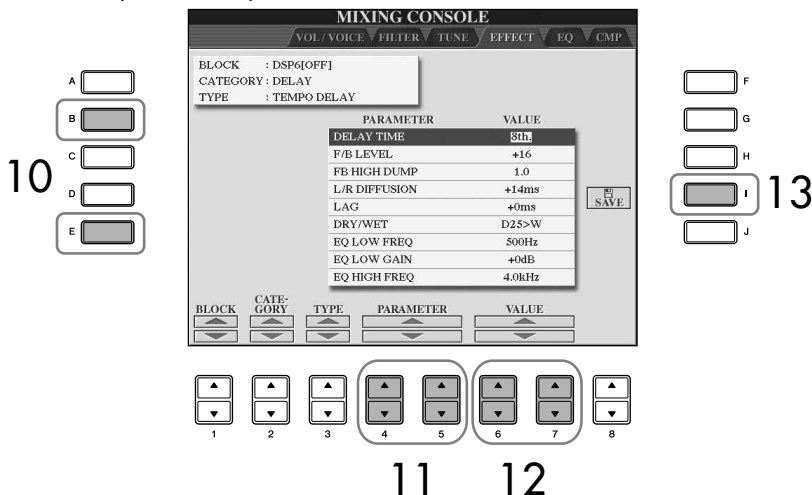 MIXING CONSOLE
VOL/VOICE FILTER TUNE EFFECT EQ CMP
BLOCK : DSP6[OFF]
CATEGORY : DELAY
TYPE : TEMPO DELAY
PARAMETER VALUE
DELAY TIME 8th.
F/B LEVEL +16
FB HIGH DUMP 1.0
L/R DIFFUSION +14ms
LAG +0ms
DRY/WET D25>W
EQ LOW FREQ 500Hz
EQ LOW GAIN +0dB
EQ HIGH FREQ 4.0kHz
SAVE
BLOCK CATE-GORY TYPE PARAMETER VALUE
A
B
C
D
E
10
F
G
H
I
J
13
1 2 3 4 5 6 7 8
11 12